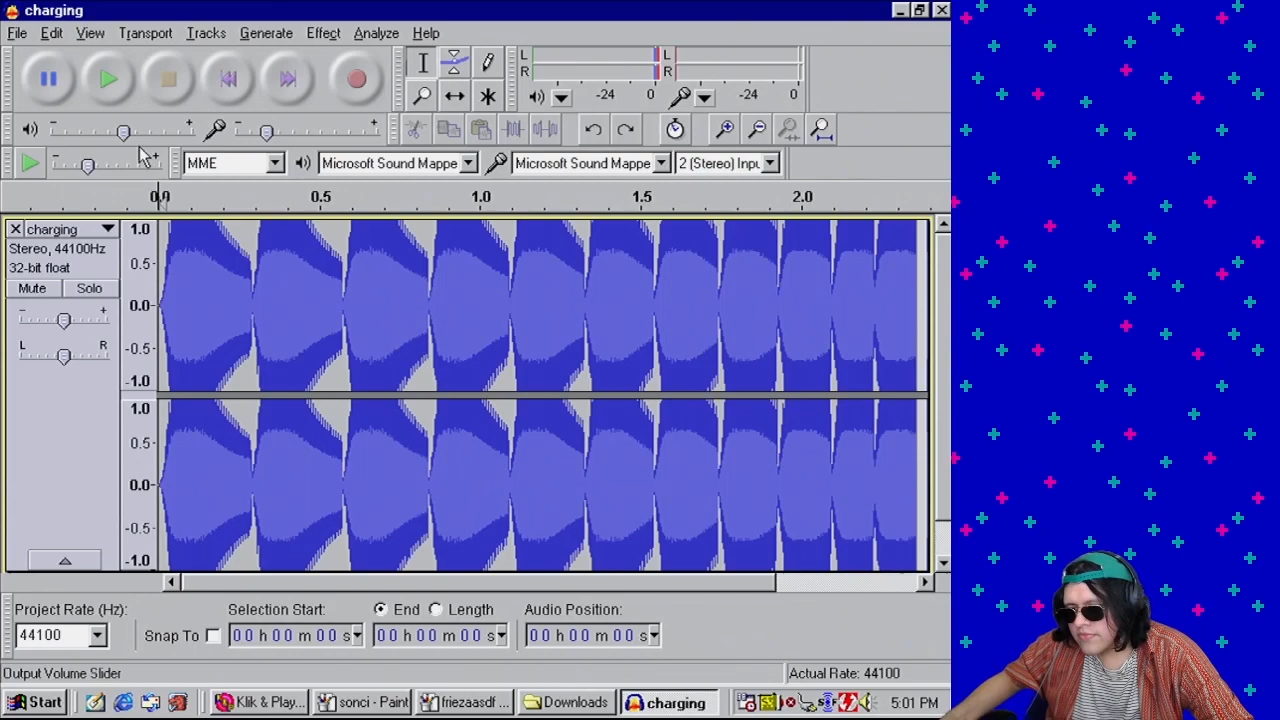 charging
File Edit View Transport Tracks Generate Effect Analyze Help
L L
R R
-24 0 -24 0
MME Microsoft Sound Mappe Microsoft Sound Mappe 2 (Stereo) Inpu
0.0 0.5 1.0 1.5 2.0
charging
Stereo, 44100Hz
32-bit float
Mute Solo
L R
1.0
0.5
0.0
-0.5
-1.0
1.0
0.5
0.0
-0.5
-1.0
Project Rate (Hz): Selection Start: End Length Audio Position:
44100 Snap To 00 h 00 m 00 s 00 h 00 m 00 s 00 h 00 m 00 s
Output Volume Slider Actual Rate: 44100
Start Klik & Play... sonci - Paint friezaasdf ... Downloads charging 5:01 PM